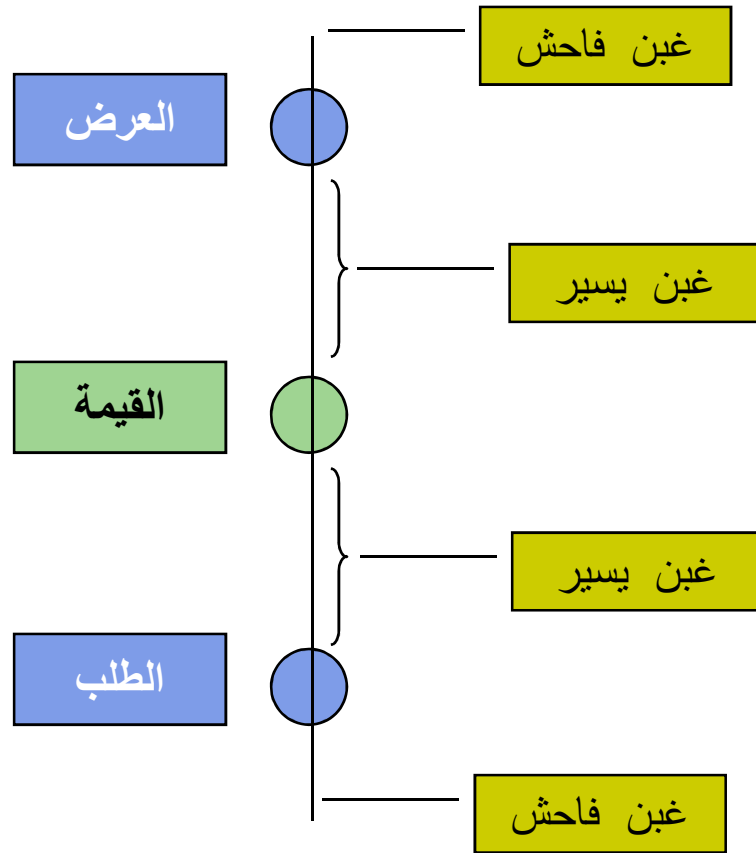 غبن فاحش
العرض
غبن يسير
القيمة
غبن يسير
الطلب
غبن فاحش